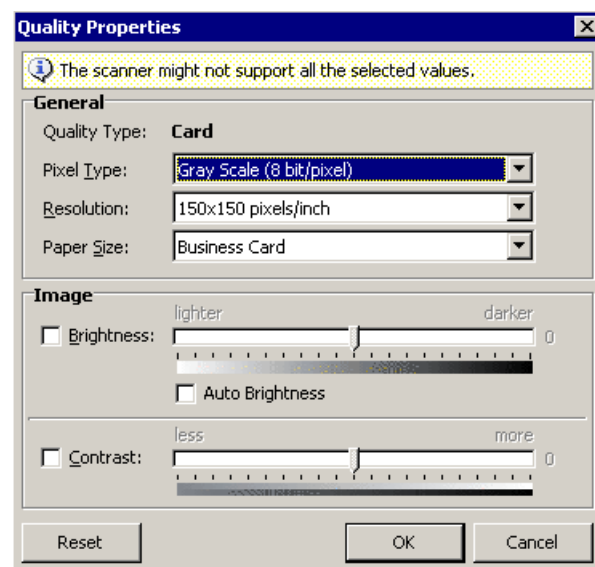 Quality Properties
The scanner might not support all the selected values.
General
Quality Type: Card
Pixel Type: Gray Scale (8 bit/pixel)
Resolution: 150x150 pixels/inch
Paper Size: Business Card
Image
lighter darker
Brightness: 0
Auto Brightness
less more
Contrast: 0
Reset OK Cancel